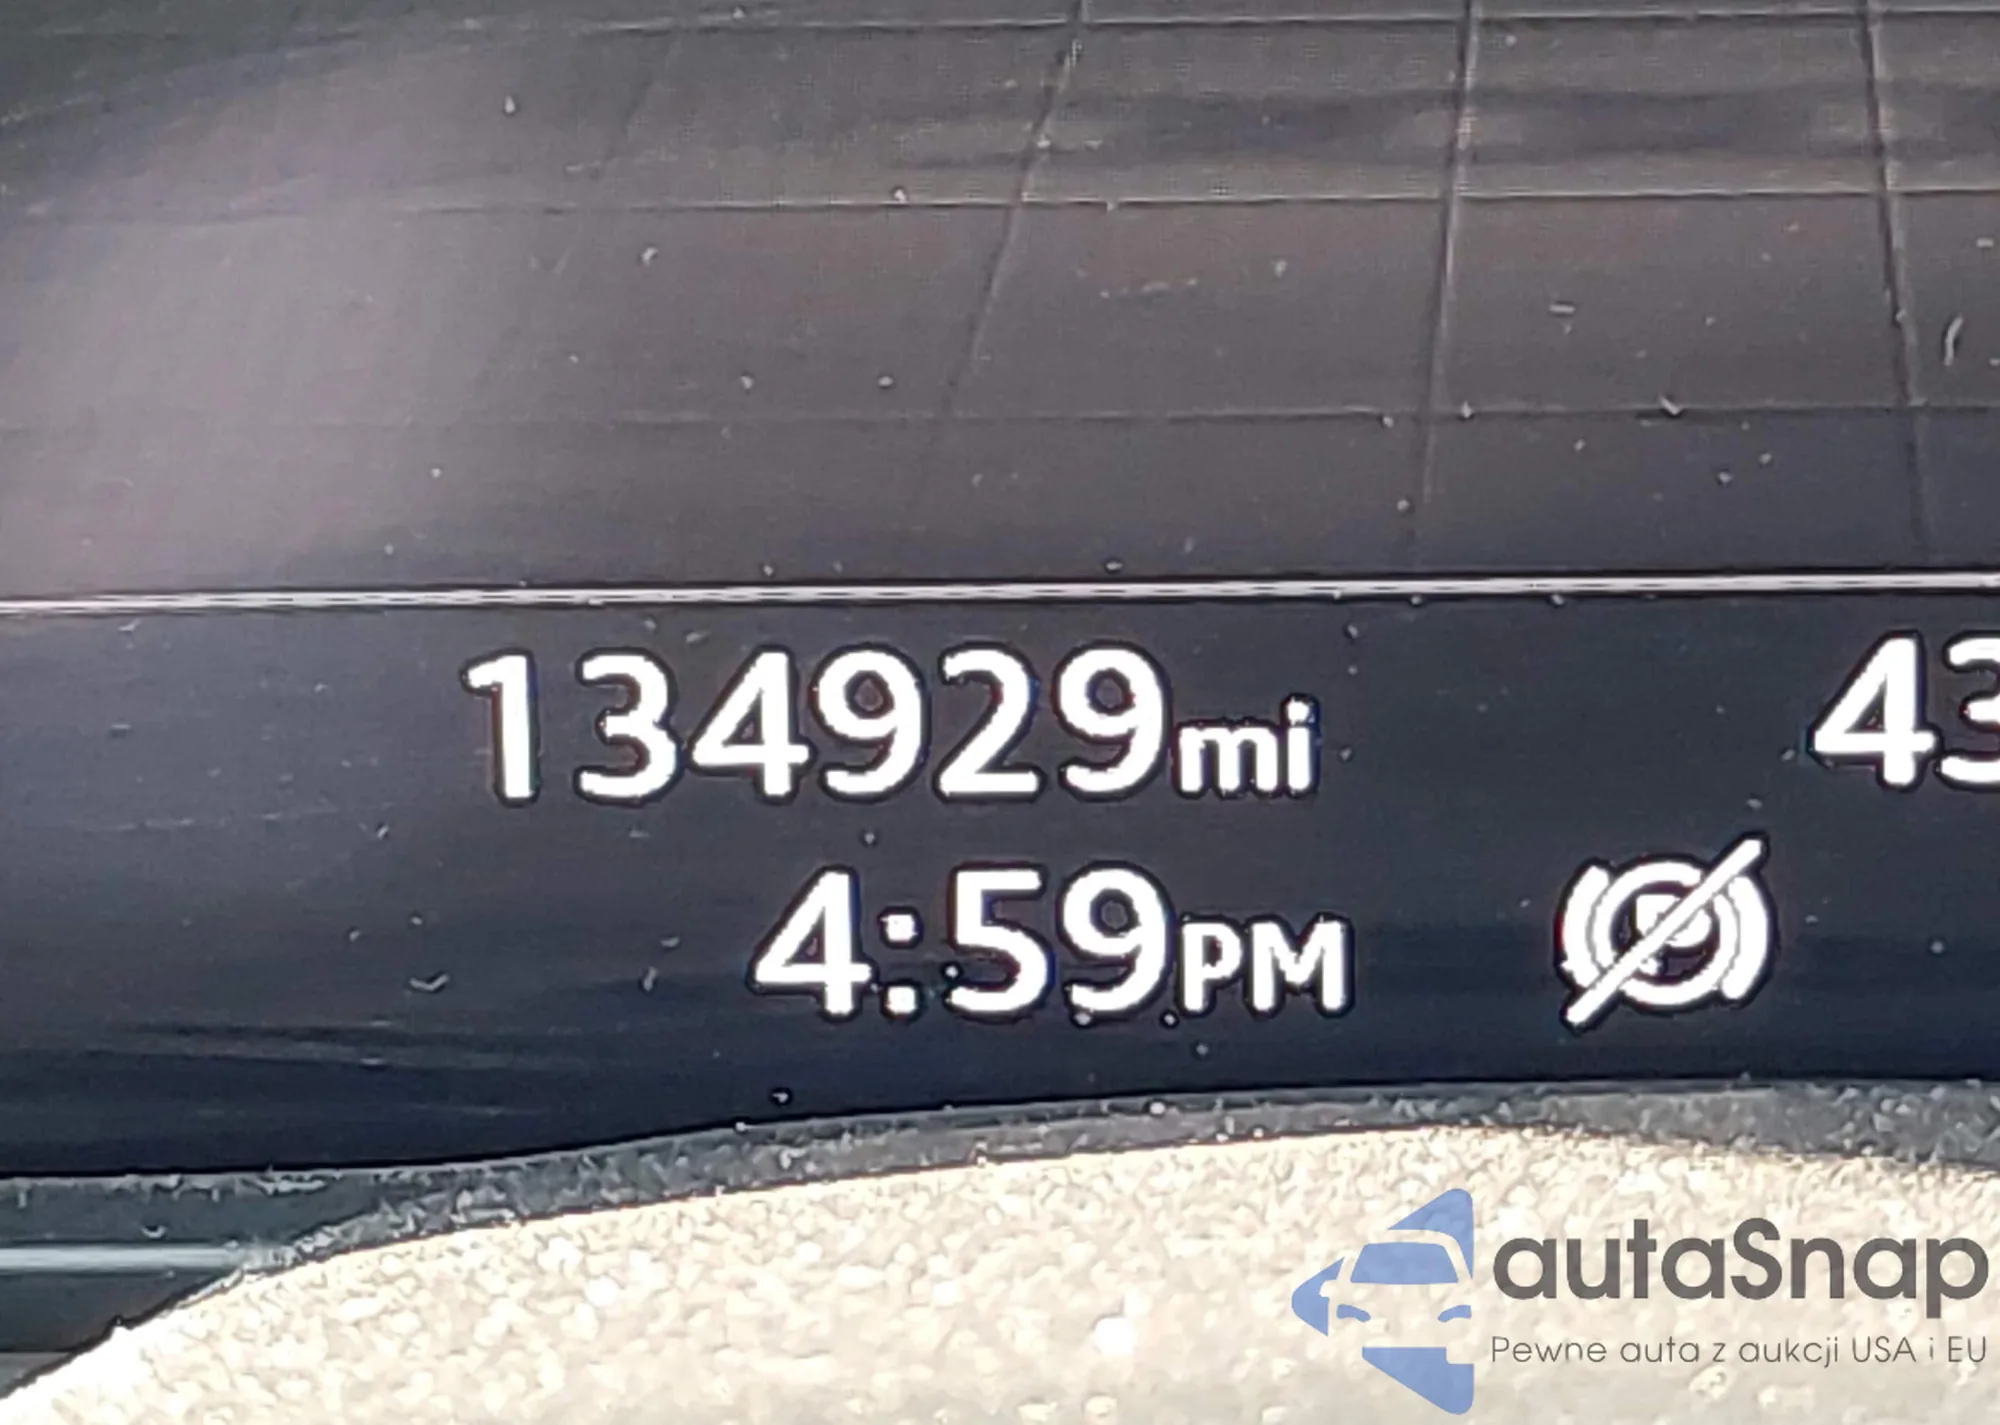 134929mi
43
4:59PM
autaSnap
Pewne auta z aukcji USA i EU